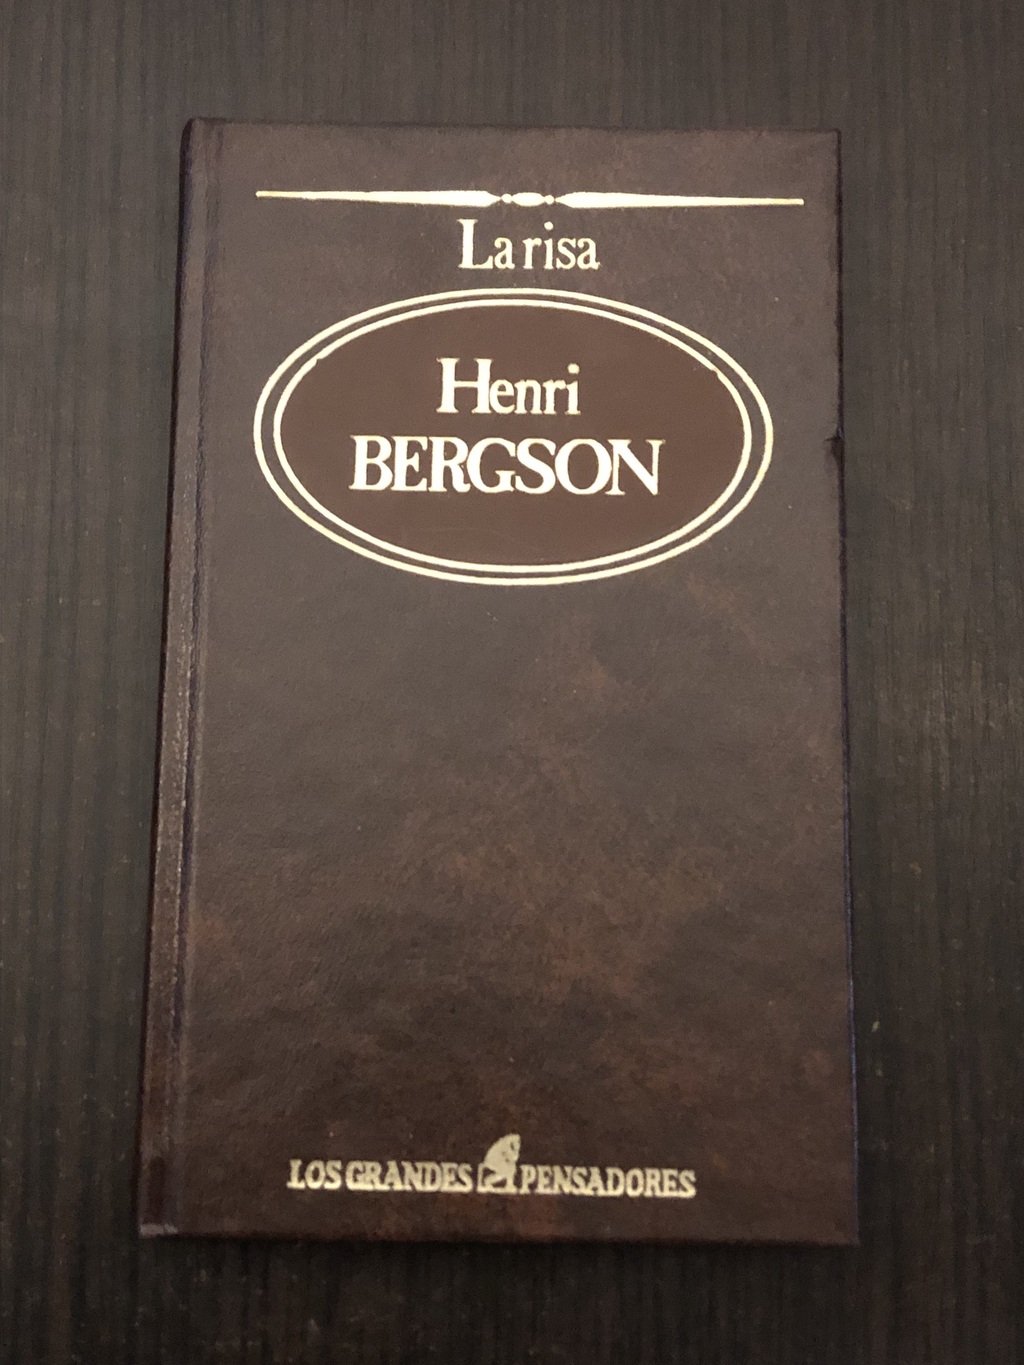 La risa
Henri
BERGSON
LOS GRANDES PENSADORES